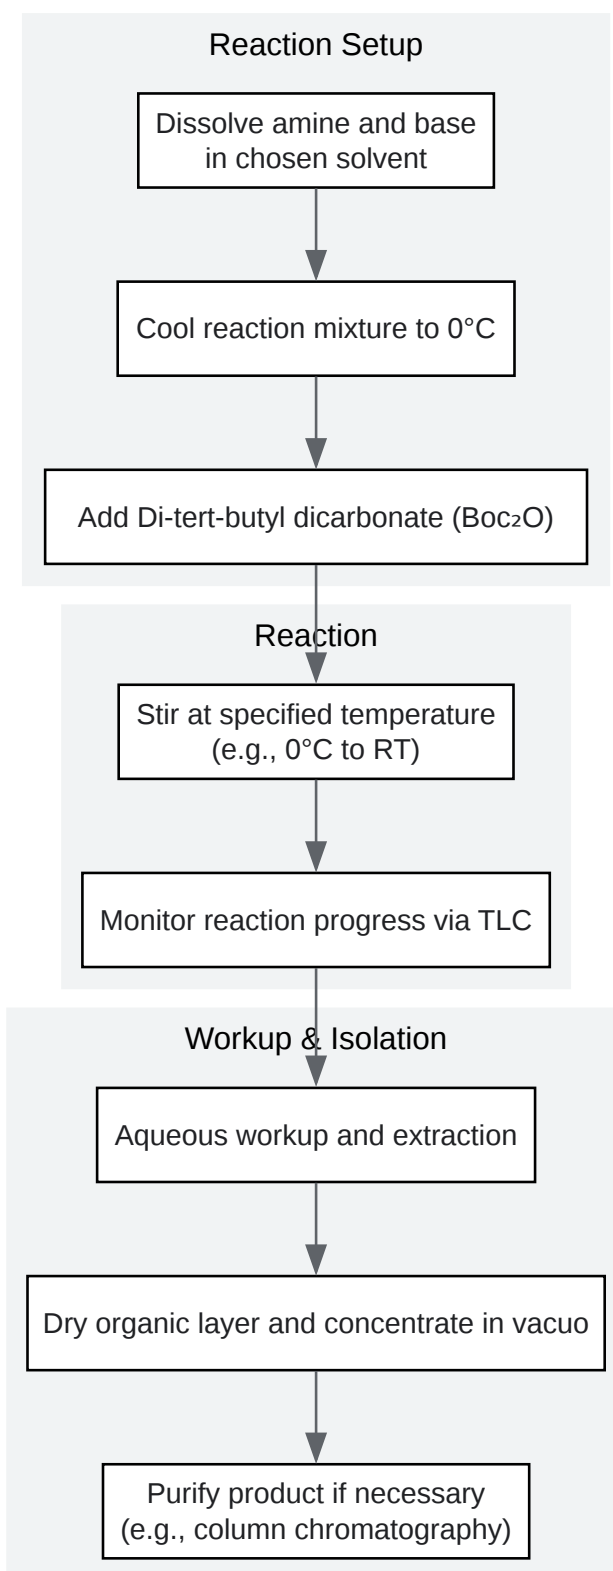 Reaction Setup
Dissolve amine and base
in chosen solvent
Cool reaction mixture to 0°C
Add Di-tert-butyl dicarbonate (Boc₂O)
Reaction
Stir at specified temperature
(e.g., 0°C to RT)
Monitor reaction progress via TLC
Workup & Isolation
Aqueous workup and extraction
Dry organic layer and concentrate in vacuo
Purify product if necessary
(e.g., column chromatography)